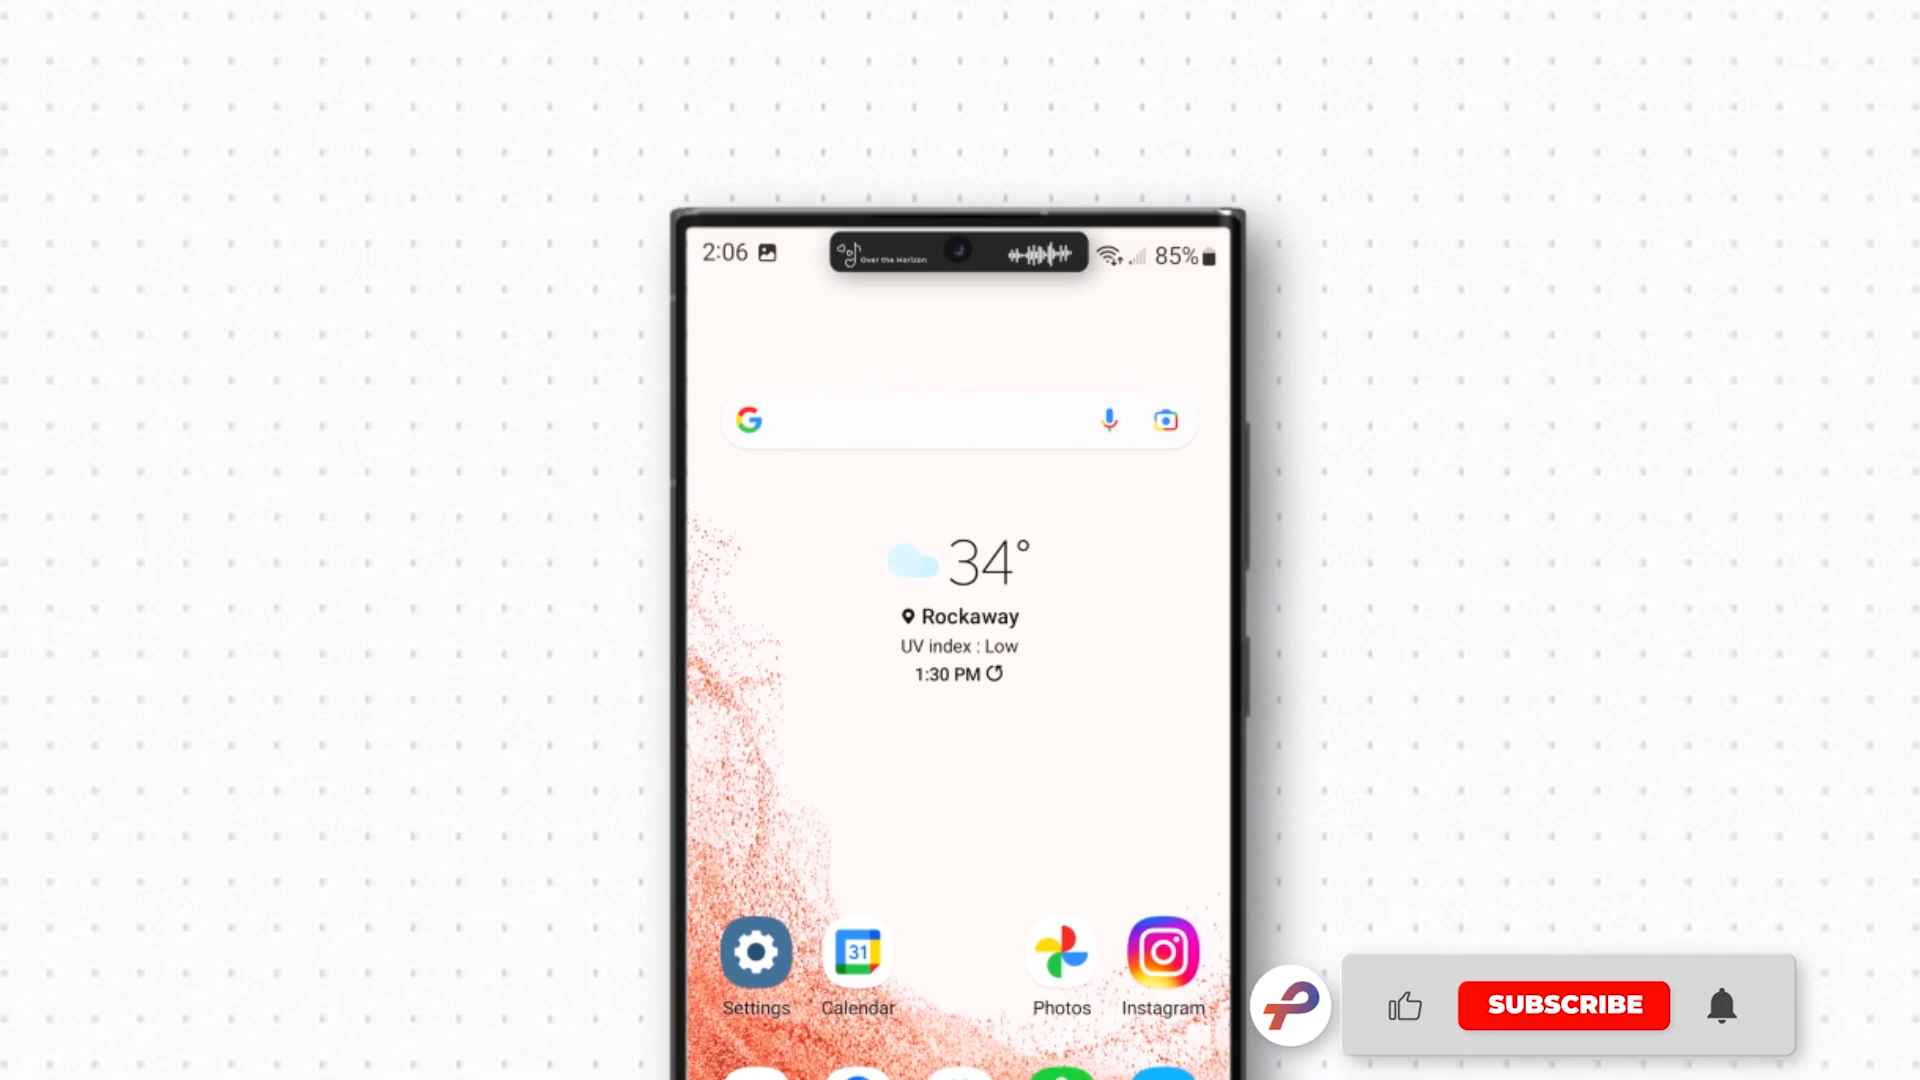 2:06
Over the Horizon
85%
34°
Rockaway
UV index : Low
1:30 PM
31
Settings
Calendar
Photos
Instagram
SUBSCRIBE